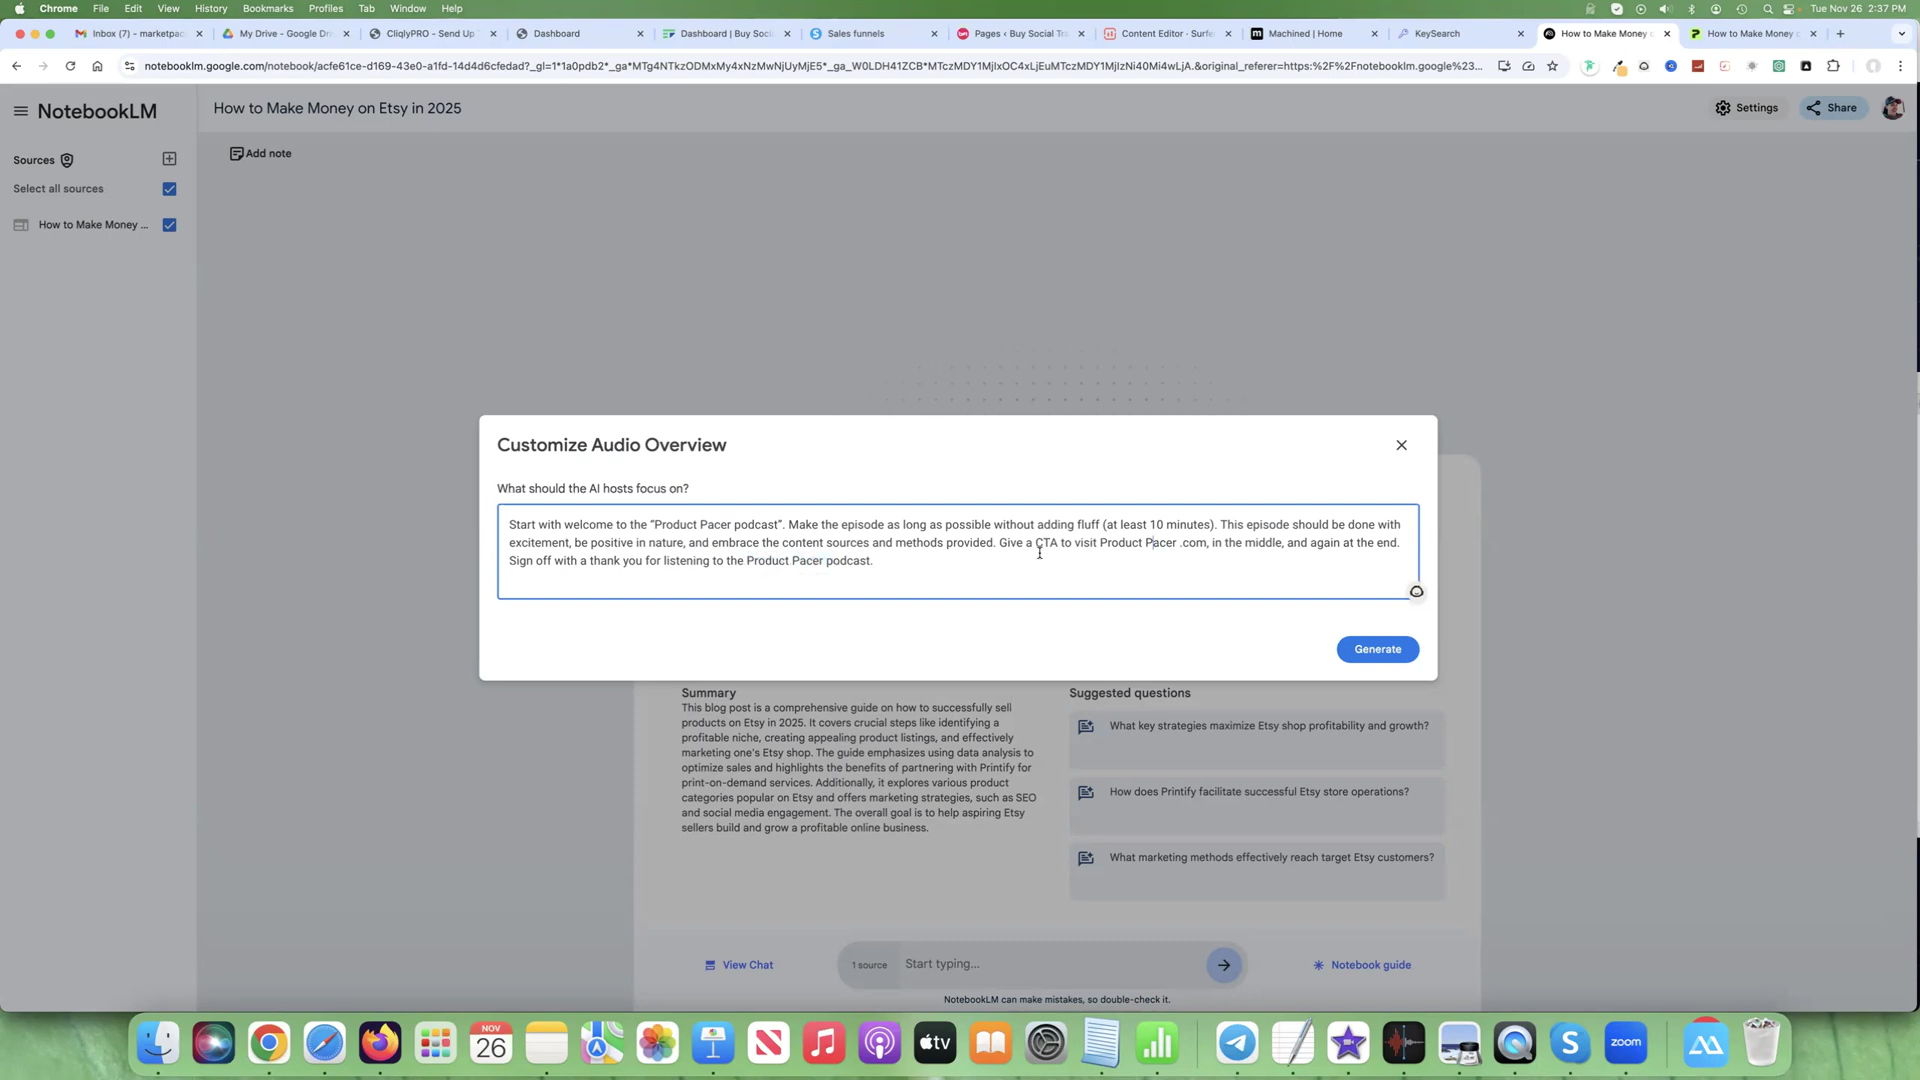 Chrome File Edit View History Bookmarks Profiles Tab Window Help
Tue Nov 26 2:37 PM
Inbox (7) - marketpac
My Drive - Google Dri
CliqlyPRO - Send Up
Dashboard
Dashboard | Buy Soci
Sales funnels
Pages ‹ Buy Social Tr
Content Editor - Surfe
Machined | Home
KeySearch
How to Make Money o
How to Make Money o
notebooklm.google.com/notebook/acfe61ce-d169-43e0-a1fd-14d4d6cfedad?_gl=1*1a0pdb2*_ga*MTg4NTkzODMxMy4xNzMwNjUyMjE5*_ga_W0LDH41ZCB*MTczMDY1MjIxOC4xLjEuMTczMDY1MjIzNi40Mi4wLjA.&original_referer=https:%2F%2Fnotebooklm.google%23...
NotebookLM
How to Make Money on Etsy in 2025
Settings
Share
Sources
Add note
Select all sources
How to Make Money ...
Customize Audio Overview
What should the AI hosts focus on?
Start with welcome to the “Product Pacer podcast”. Make the episode as long as possible without adding fluff (at least 10 minutes). This episode should be done with
excitement, be positive in nature, and embrace the content sources and methods provided. Give a CTA to visit Product Pacer .com, in the middle, and again at the end.
Sign off with a thank you for listening to the Product Pacer podcast.
Generate
Summary
This blog post is a comprehensive guide on how to successfully sell
products on Etsy in 2025. It covers crucial steps like identifying a
profitable niche, creating appealing product listings, and effectively
marketing one's Etsy shop. The guide emphasizes using data analysis to
optimize sales and highlights the benefits of partnering with Printify for
print-on-demand services. Additionally, it explores various product
categories popular on Etsy and offers marketing strategies, such as SEO
and social media engagement. The overall goal is to help aspiring Etsy
sellers build and grow a profitable online business.
Suggested questions
What key strategies maximize Etsy shop profitability and growth?
How does Printify facilitate successful Etsy store operations?
What marketing methods effectively reach target Etsy customers?
View Chat
1 source
Start typing...
Notebook guide
NotebookLM can make mistakes, so double-check it.
NOV
26
tv
zoom